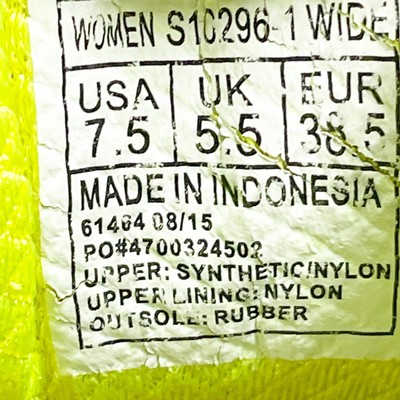 WOMEN S10296-1 WIDE
USA UK EUR
7.5 5.5 38.5
MADE IN INDONESIA
61464 08/15
PO#4700324502
UPPER: SYNTHETIC/NYLON
UPPER LINING: NYLON
OUTSOLE: RUBBER